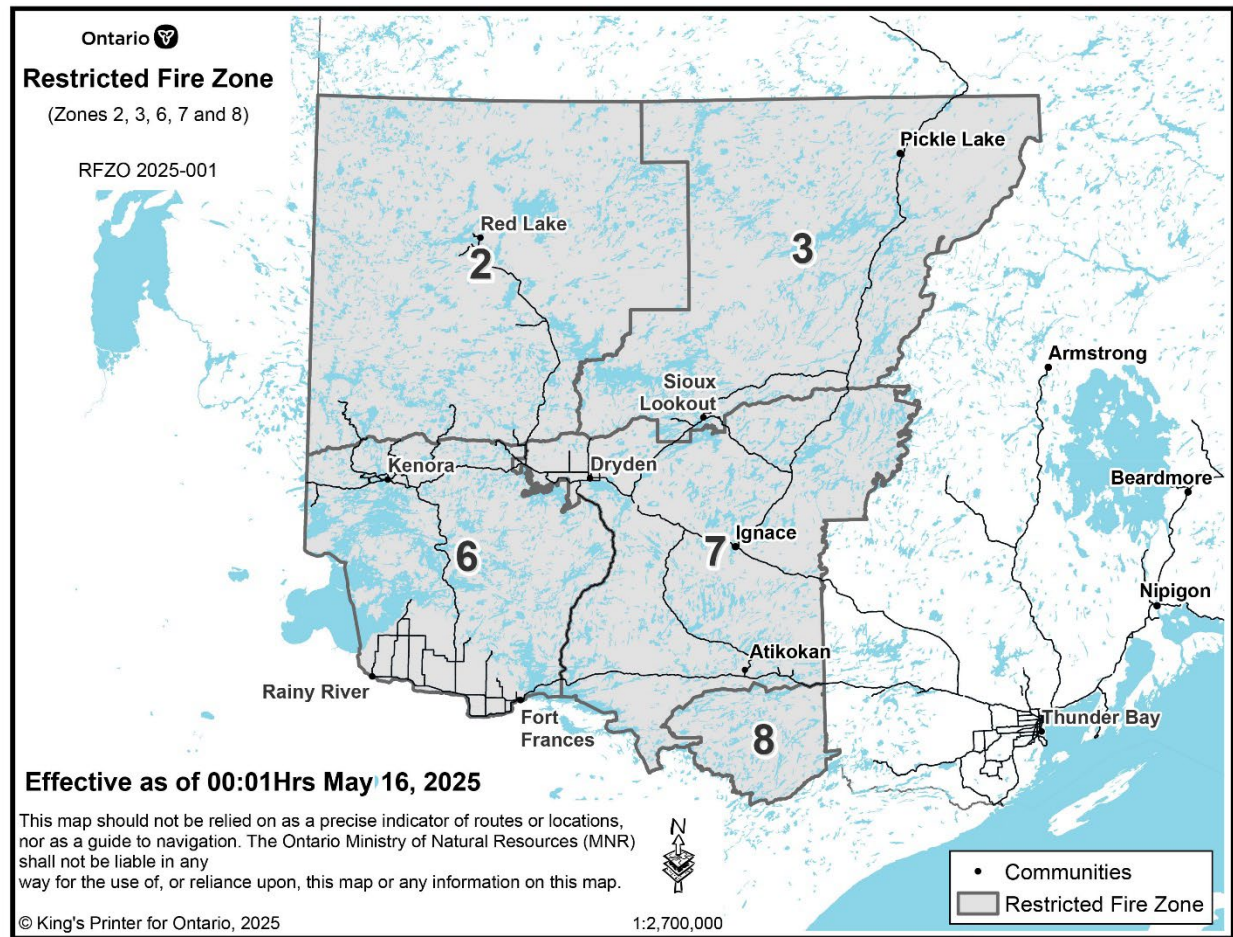 Ontario
Restricted Fire Zone
(Zones 2, 3, 6, 7 and 8)
RFZO 2025-001
Pickle Lake
Red Lake
2
3
Armstrong
Sioux
Lookout
Kenora
Dryden
Beardmore
6
7
Ignace
Nipigon
Atikokan
Rainy River
Fort
Frances
8
Thunder Bay
Effective as of 00:01Hrs May 16, 2025
This map should not be relied on as a precise indicator of routes or locations,
nor as a guide to navigation. The Ontario Ministry of Natural Resources (MNR)
shall not be liable in any
way for the use of, or reliance upon, this map or any information on this map.
N
© King's Printer for Ontario, 2025
1:2,700,000
Communities
Restricted Fire Zone